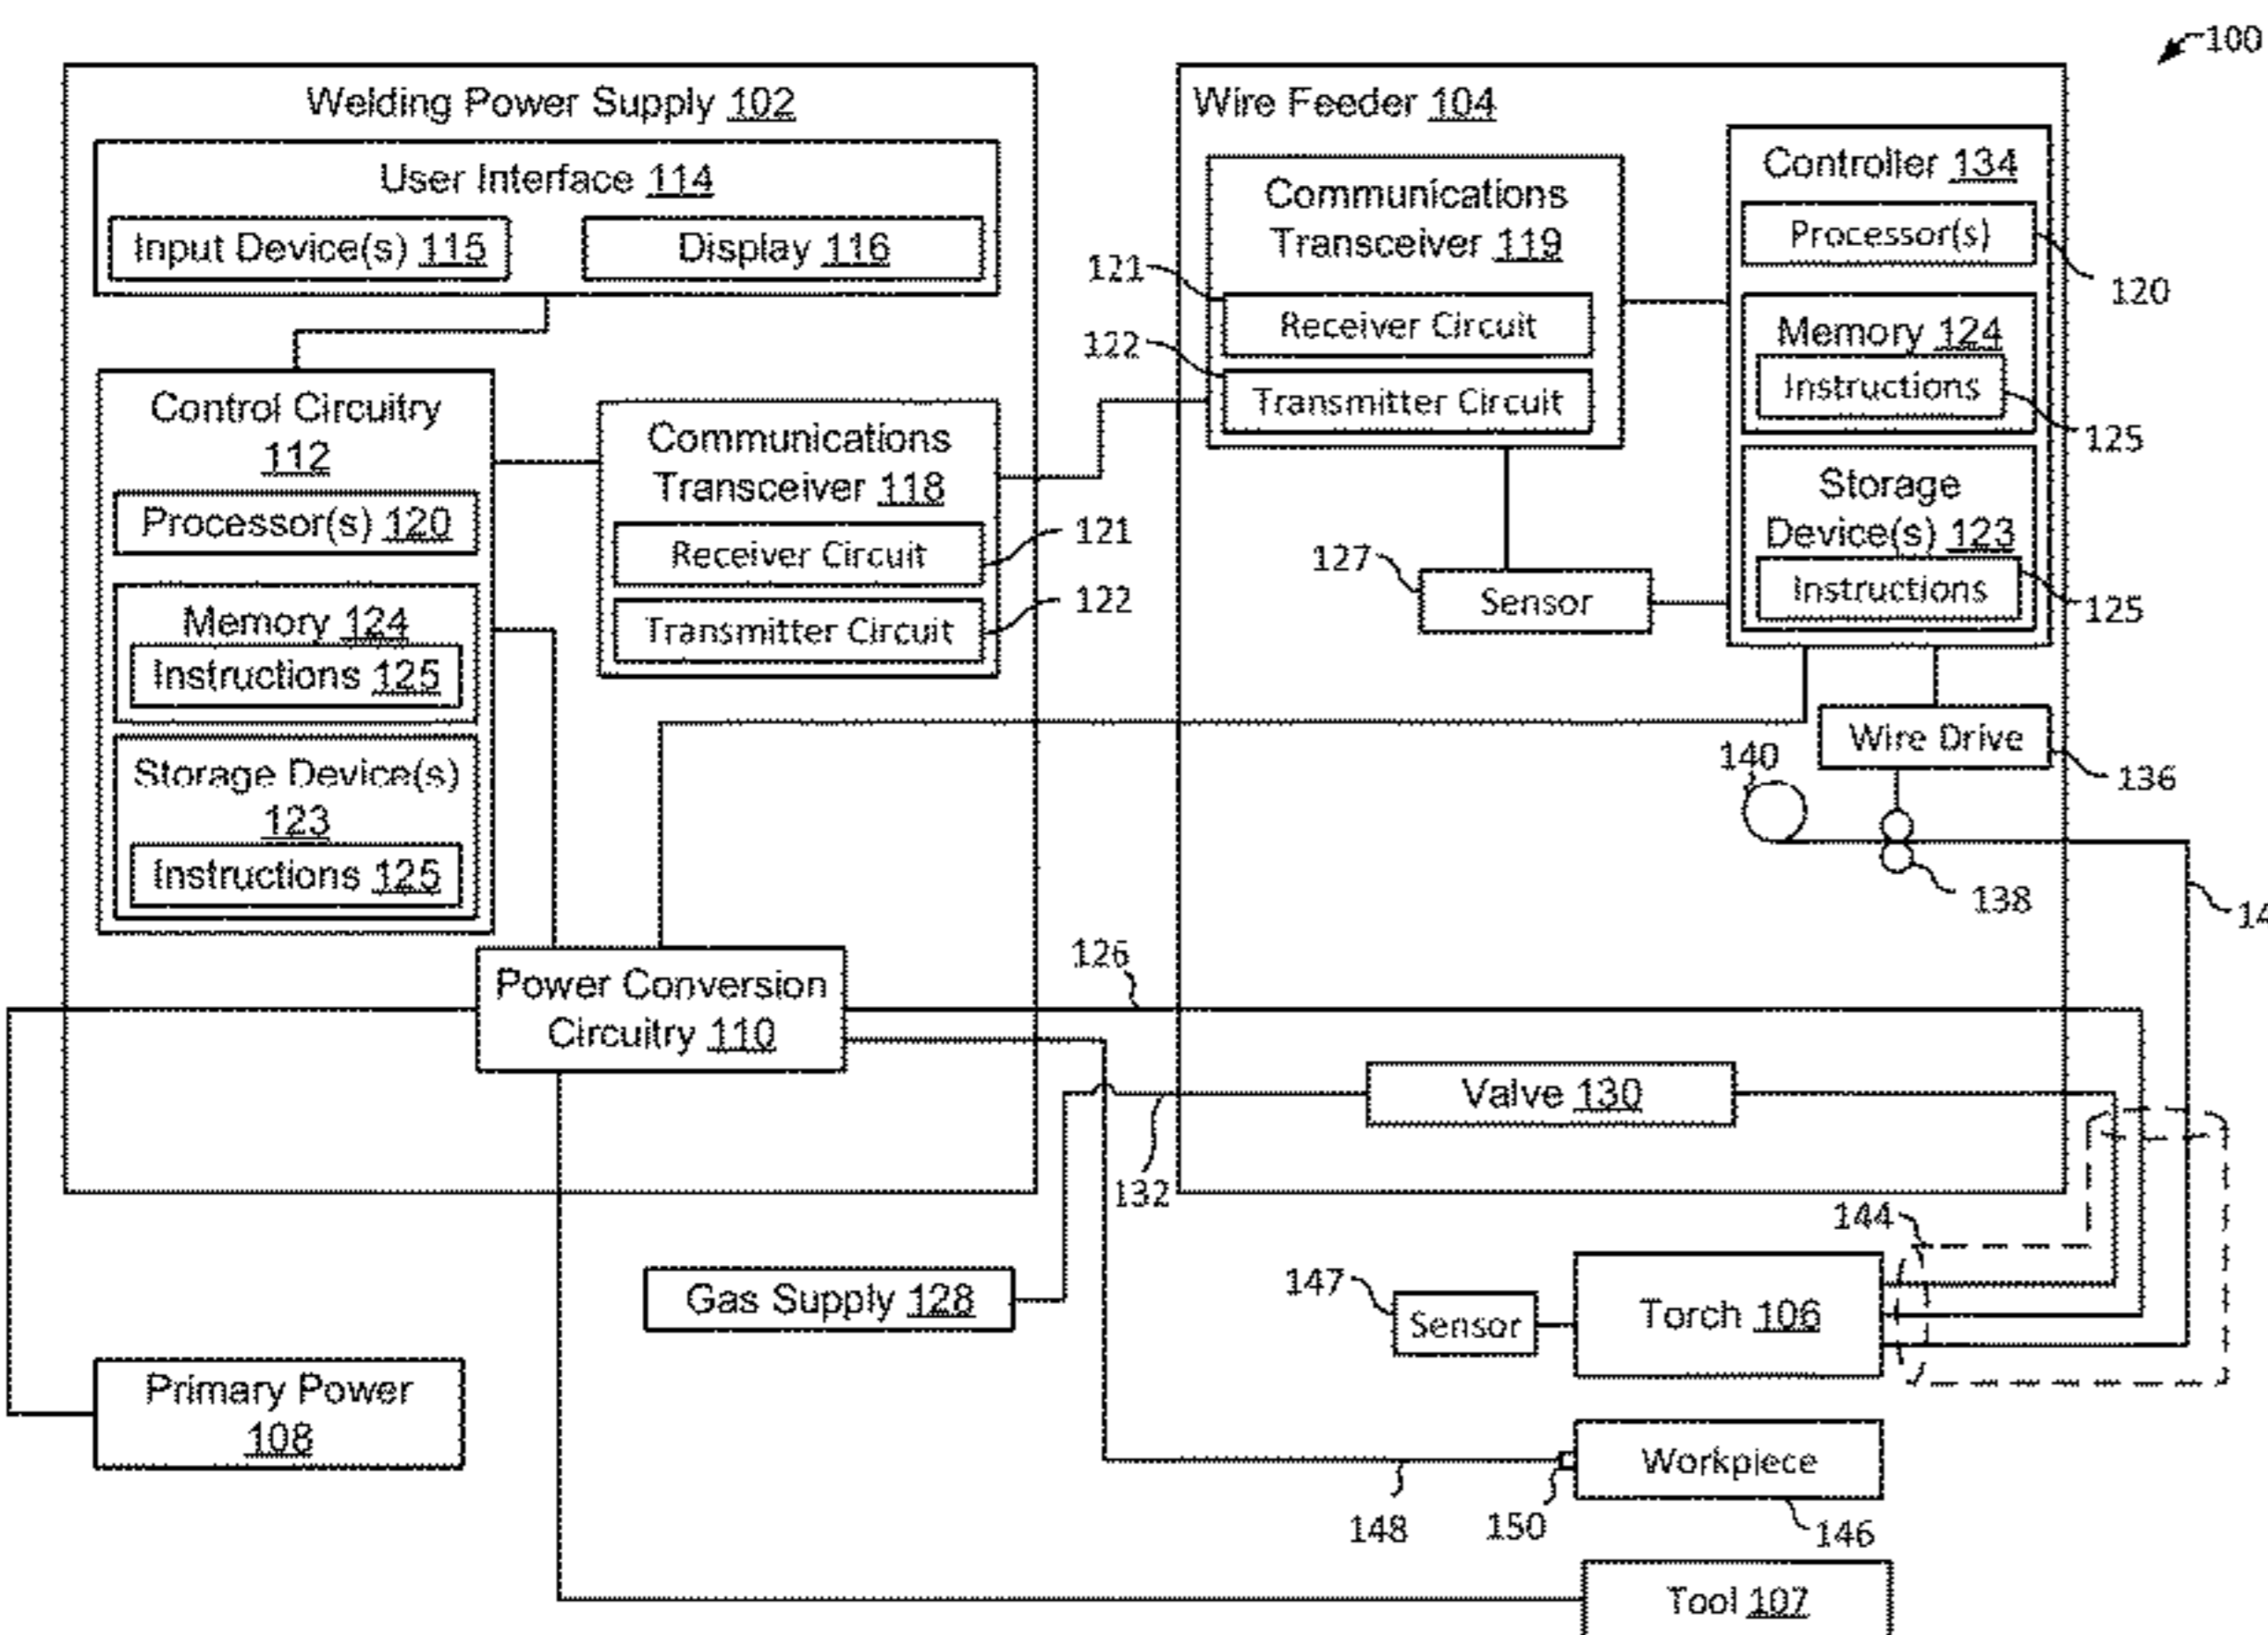 100
Welding Power Supply 102
User Interface 114
Input Device(s) 115
Display 116
Control Circuitry
112
Processor(s) 120
Memory 124
Instructions 125
Storage Device(s)
123
Instructions 125
Communications
Transceiver 118
Receiver Circuit
121
Transmitter Circuit
122
Power Conversion
Circuitry 110
Wire Feeder 104
Communications
Transceiver 119
121
Receiver Circuit
122
Transmitter Circuit
Controller 134
Processor(s)
120
Memory 124
Instructions
125
Storage
Device(s) 123
Instructions
125
127
Sensor
Wire Drive
136
140
138
14
126
Valve 130
132
144
Gas Supply 128
147
Sensor
Torch 106
Primary Power
108
Workpiece
148
150
146
Tool 107